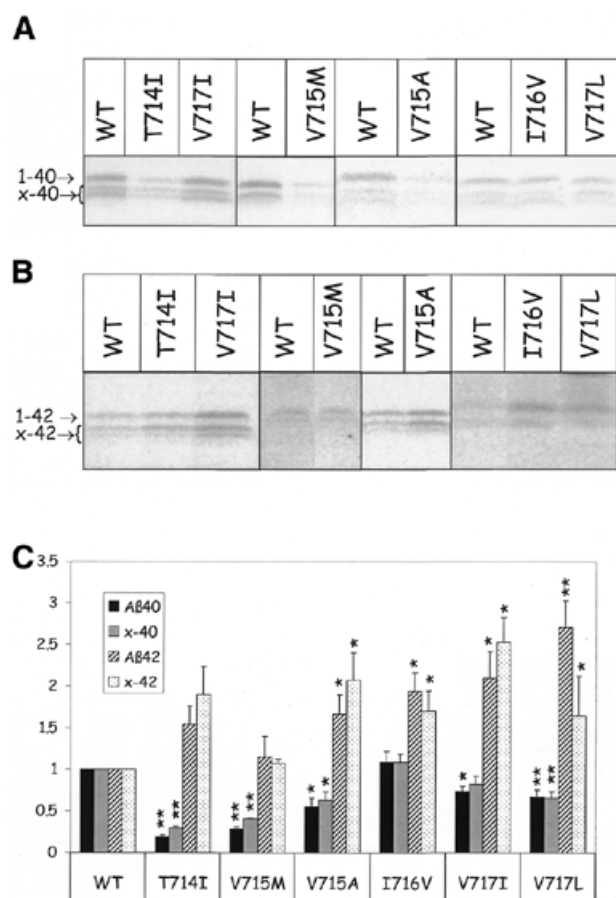 A
WT T714I V717I WT V715M WT V715A WT I716V V717L
1-40→
x-40→{
B
WT T714I V717I WT V715M WT V715A WT I716V V717L
1-42 →
x-42→{
C
3.5
3
2.5
2
1.5
1
0.5
0
Aß40
x-40
Aß42
x-42
** ** ** ** * * * * * * * * * ** ** ** *
WT T714I V715M V715A I716V V717I V717L